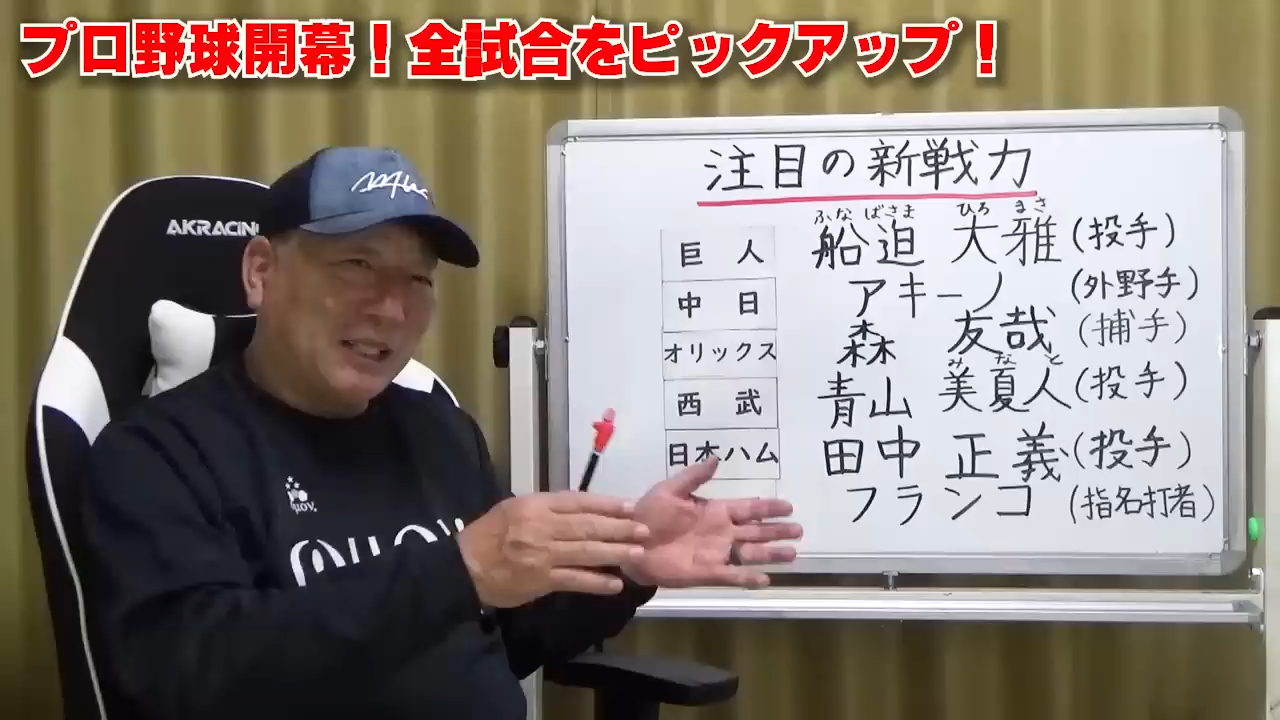 プロ野球開幕！全試合をピックアップ！
注目の新戦力
ふなばさま ひろまさ
巨人 船迫 大雅(投手)
中日 アキーノ (外野手)
オリックス 森 友哉 (捕手)
みなと
西武 青山 美夏人(投手)
日本ハム 田中 正義(投手)
フランコ (指名打者)
AKRACIN